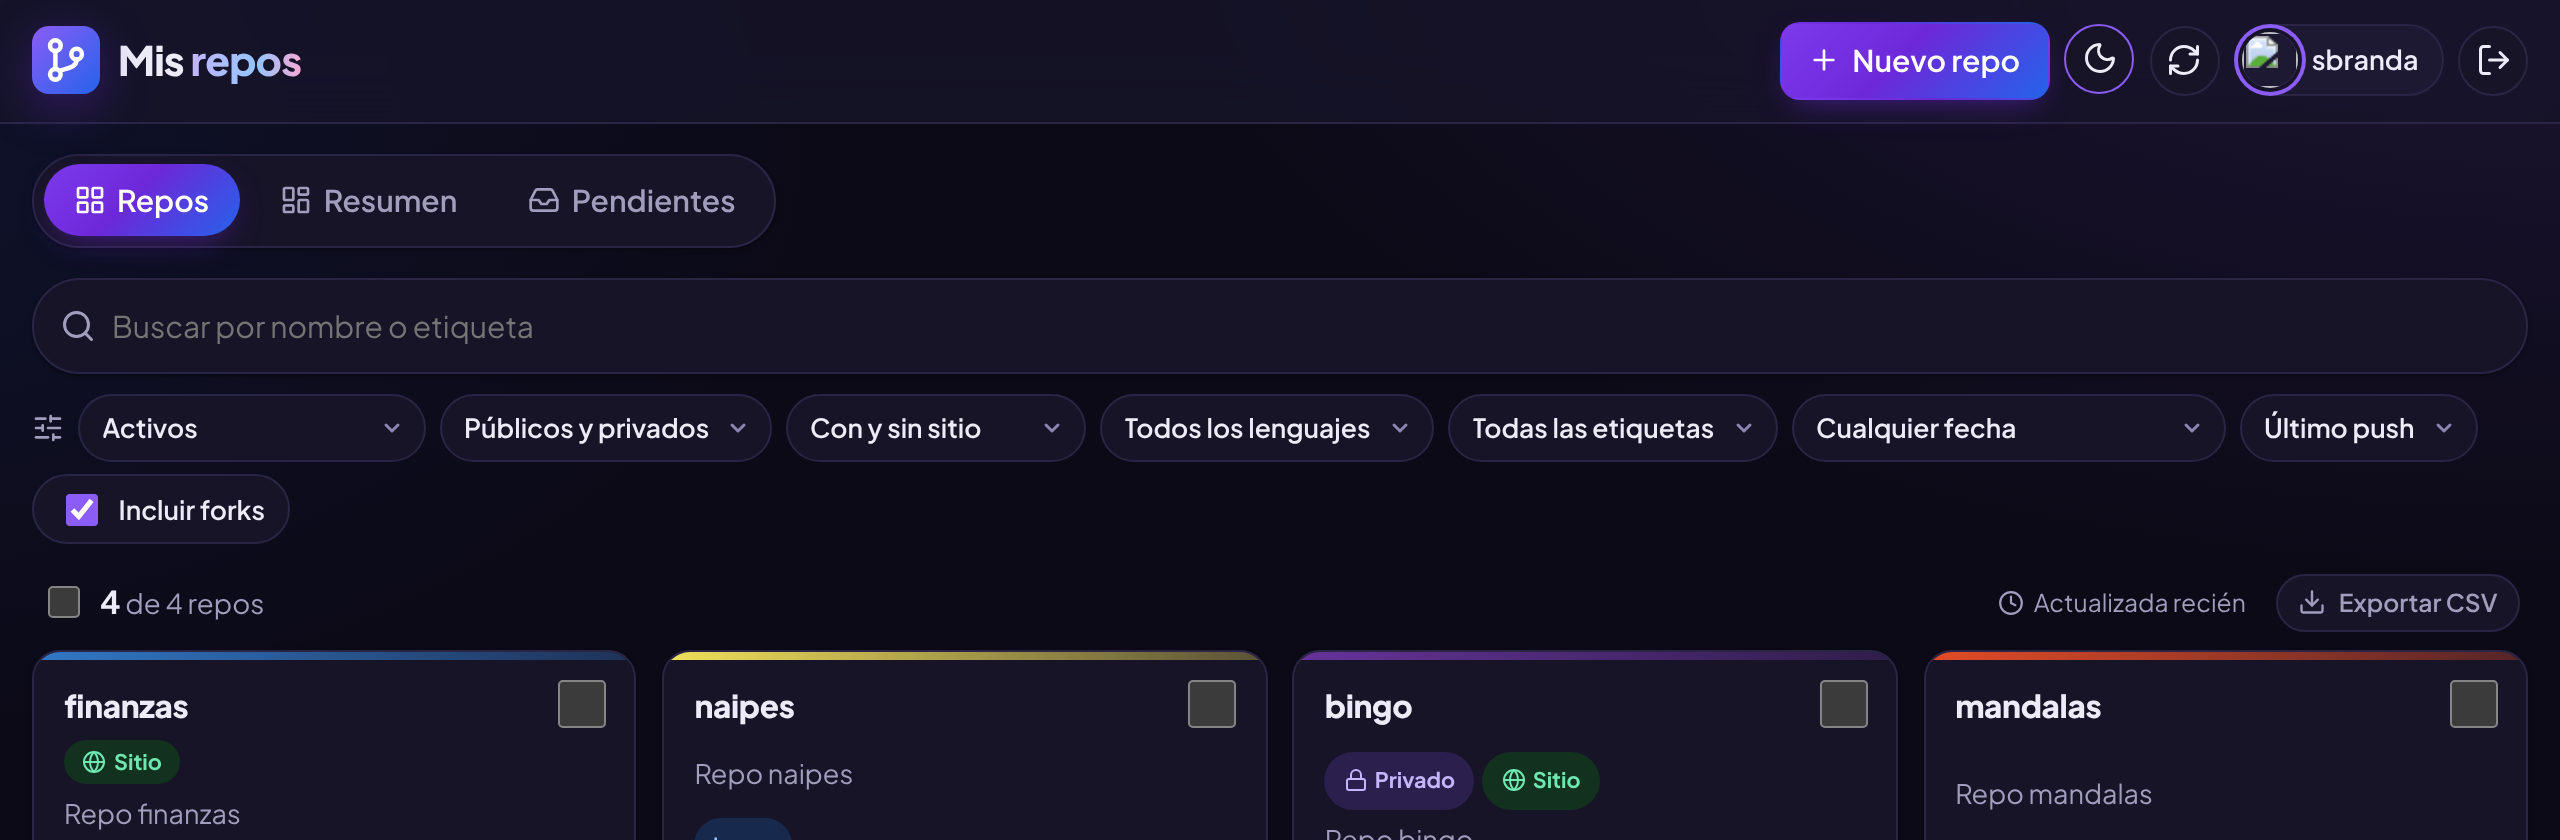 Mis repos
Nuevo repo
sbranda
Repos
Resumen
Pendientes
Buscar por nombre o etiqueta
Activos
Públicos y privados
Con y sin sitio
Todos los lenguajes
Todas las etiquetas
Cualquier fecha
Último push
Incluir forks
4 de 4 repos
Actualizada recién
Exportar CSV
finanzas
Sitio
Repo finanzas
naipes
Repo naipes
bingo
Privado
Sitio
Repo bingo
mandalas
Repo mandalas